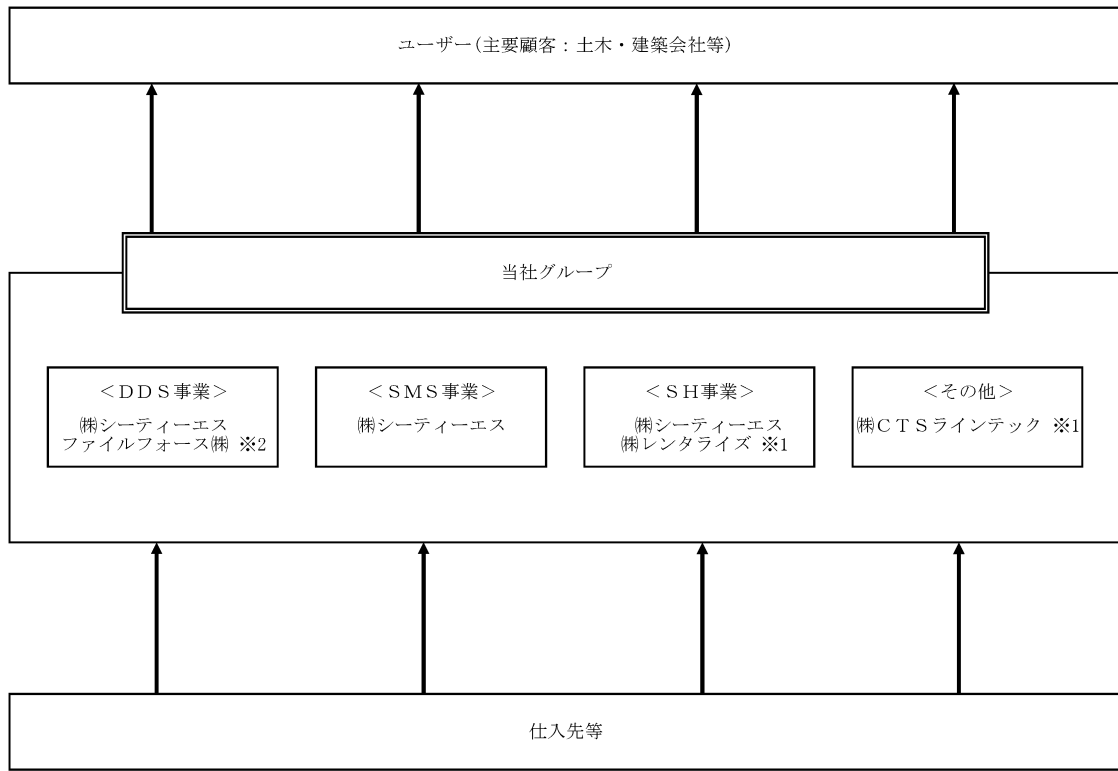 ユーザー(主要顧客:土木・建築会社等)
当社グループ
<DDS事業>
㈱シーティーエス
ファイルフォース㈱ ※2
<SMS事業>
㈱シーティーエス
<SH事業>
㈱シーティーエス
㈱レンタライズ ※1
<その他>
㈱CTSラインテック ※1
仕入先等